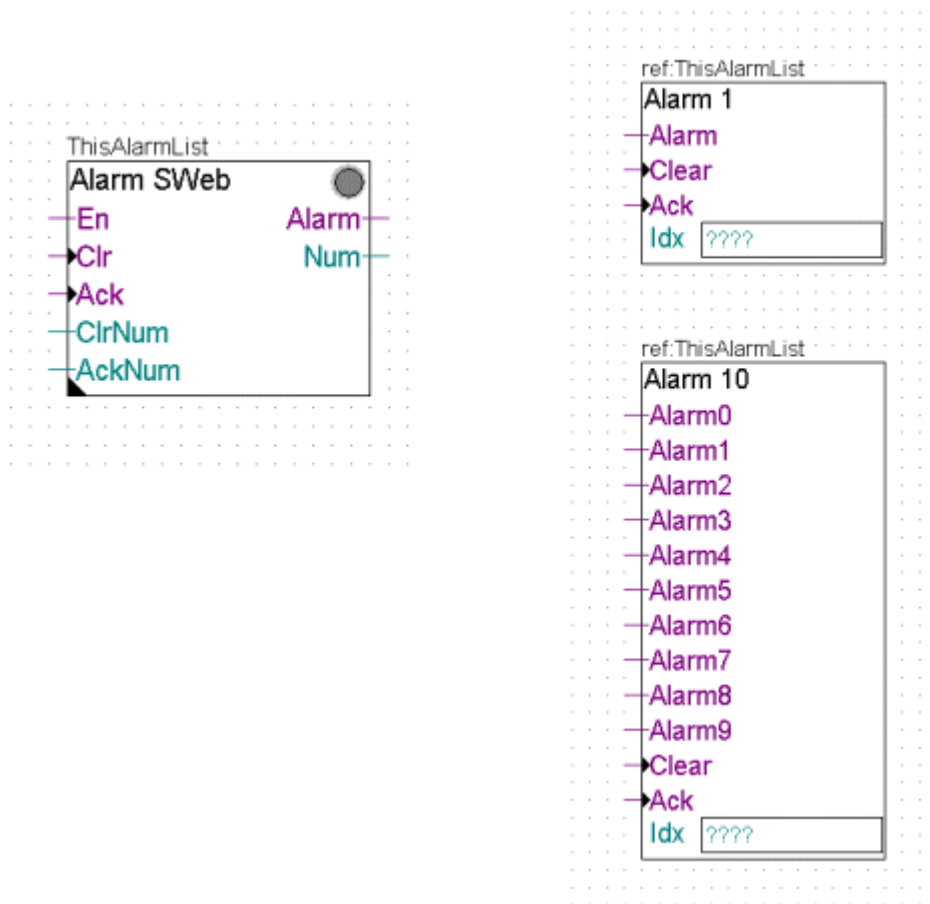 ThisAlarmList
Alarm SWeb
En Alarm
Clr Num
Ack
ClrNum
AckNum
ref:ThisAlarmList
Alarm 1
Alarm
Clear
Ack
Idx ????
ref:ThisAlarmList
Alarm 10
Alarm0
Alarm1
Alarm2
Alarm3
Alarm4
Alarm5
Alarm6
Alarm7
Alarm8
Alarm9
Clear
Ack
Idx ????